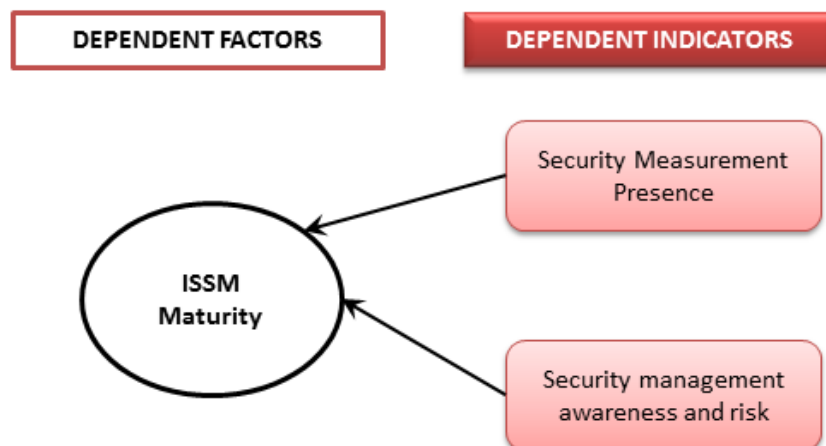 DEPENDENT FACTORS
DEPENDENT INDICATORS
Security Measurement
Presence
ISSM
Maturity
Security management
awareness and risk